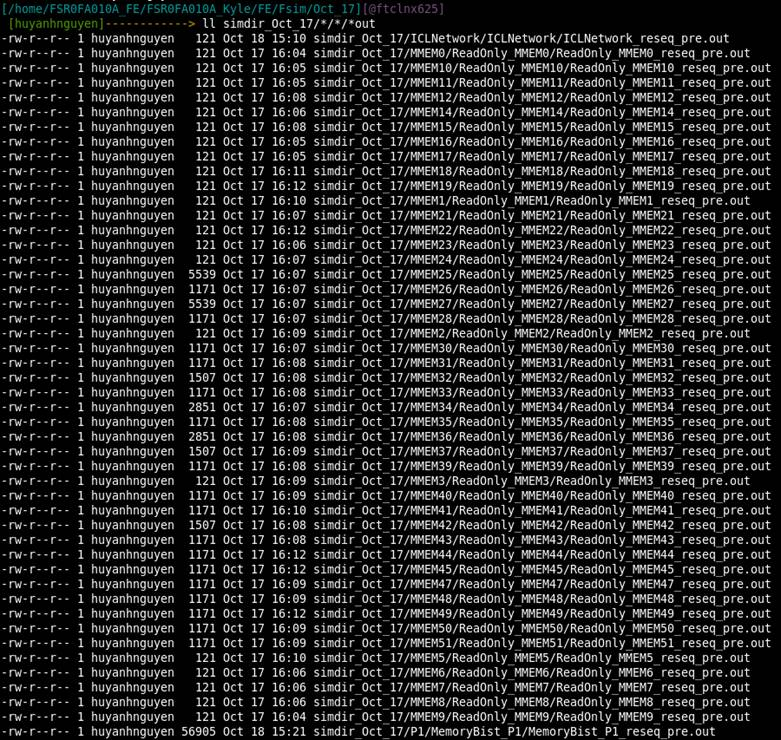 [/home/FSR0FA010A_FE/FSR0FA010A_Kyle/FE/Fsim/Oct_17][@ftclnx625]
[huyanhnguyen]------------> ll simdir_Oct_17/*/*/*out
-rw-r--r-- 1 huyanhnguyen 121 Oct 18 15:10 simdir_Oct_17/ICLNetwork/ICLNetwork/ICLNetwork_reseq_pre.out
-rw-r--r-- 1 huyanhnguyen 121 Oct 17 16:04 simdir_Oct_17/MMEM0/ReadOnly_MMEM0/ReadOnly_MMEM0_reseq_pre.out
-rw-r--r-- 1 huyanhnguyen 121 Oct 17 16:05 simdir_Oct_17/MMEM10/ReadOnly_MMEM10/ReadOnly_MMEM10_reseq_pre.out
-rw-r--r-- 1 huyanhnguyen 121 Oct 17 16:05 simdir_Oct_17/MMEM11/ReadOnly_MMEM11/ReadOnly_MMEM11_reseq_pre.out
-rw-r--r-- 1 huyanhnguyen 121 Oct 17 16:08 simdir_Oct_17/MMEM12/ReadOnly_MMEM12/ReadOnly_MMEM12_reseq_pre.out
-rw-r--r-- 1 huyanhnguyen 121 Oct 17 16:06 simdir_Oct_17/MMEM14/ReadOnly_MMEM14/ReadOnly_MMEM14_reseq_pre.out
-rw-r--r-- 1 huyanhnguyen 121 Oct 17 16:08 simdir_Oct_17/MMEM15/ReadOnly_MMEM15/ReadOnly_MMEM15_reseq_pre.out
-rw-r--r-- 1 huyanhnguyen 121 Oct 17 16:05 simdir_Oct_17/MMEM16/ReadOnly_MMEM16/ReadOnly_MMEM16_reseq_pre.out
-rw-r--r-- 1 huyanhnguyen 121 Oct 17 16:05 simdir_Oct_17/MMEM17/ReadOnly_MMEM17/ReadOnly_MMEM17_reseq_pre.out
-rw-r--r-- 1 huyanhnguyen 121 Oct 17 16:11 simdir_Oct_17/MMEM18/ReadOnly_MMEM18/ReadOnly_MMEM18_reseq_pre.out
-rw-r--r-- 1 huyanhnguyen 121 Oct 17 16:12 simdir_Oct_17/MMEM19/ReadOnly_MMEM19/ReadOnly_MMEM19_reseq_pre.out
-rw-r--r-- 1 huyanhnguyen 121 Oct 17 16:10 simdir_Oct_17/MMEM1/ReadOnly_MMEM1/ReadOnly_MMEM1_reseq_pre.out
-rw-r--r-- 1 huyanhnguyen 121 Oct 17 16:07 simdir_Oct_17/MMEM21/ReadOnly_MMEM21/ReadOnly_MMEM21_reseq_pre.out
-rw-r--r-- 1 huyanhnguyen 121 Oct 17 16:12 simdir_Oct_17/MMEM22/ReadOnly_MMEM22/ReadOnly_MMEM22_reseq_pre.out
-rw-r--r-- 1 huyanhnguyen 121 Oct 17 16:06 simdir_Oct_17/MMEM23/ReadOnly_MMEM23/ReadOnly_MMEM23_reseq_pre.out
-rw-r--r-- 1 huyanhnguyen 121 Oct 17 16:07 simdir_Oct_17/MMEM24/ReadOnly_MMEM24/ReadOnly_MMEM24_reseq_pre.out
-rw-r--r-- 1 huyanhnguyen 5539 Oct 17 16:07 simdir_Oct_17/MMEM25/ReadOnly_MMEM25/ReadOnly_MMEM25_reseq_pre.out
-rw-r--r-- 1 huyanhnguyen 1171 Oct 17 16:07 simdir_Oct_17/MMEM26/ReadOnly_MMEM26/ReadOnly_MMEM26_reseq_pre.out
-rw-r--r-- 1 huyanhnguyen 5539 Oct 17 16:07 simdir_Oct_17/MMEM27/ReadOnly_MMEM27/ReadOnly_MMEM27_reseq_pre.out
-rw-r--r-- 1 huyanhnguyen 1171 Oct 17 16:07 simdir_Oct_17/MMEM28/ReadOnly_MMEM28/ReadOnly_MMEM28_reseq_pre.out
-rw-r--r-- 1 huyanhnguyen 121 Oct 17 16:09 simdir_Oct_17/MMEM2/ReadOnly_MMEM2/ReadOnly_MMEM2_reseq_pre.out
-rw-r--r-- 1 huyanhnguyen 1171 Oct 17 16:07 simdir_Oct_17/MMEM30/ReadOnly_MMEM30/ReadOnly_MMEM30_reseq_pre.out
-rw-r--r-- 1 huyanhnguyen 1171 Oct 17 16:08 simdir_Oct_17/MMEM31/ReadOnly_MMEM31/ReadOnly_MMEM31_reseq_pre.out
-rw-r--r-- 1 huyanhnguyen 1507 Oct 17 16:08 simdir_Oct_17/MMEM32/ReadOnly_MMEM32/ReadOnly_MMEM32_reseq_pre.out
-rw-r--r-- 1 huyanhnguyen 1171 Oct 17 16:08 simdir_Oct_17/MMEM33/ReadOnly_MMEM33/ReadOnly_MMEM33_reseq_pre.out
-rw-r--r-- 1 huyanhnguyen 2851 Oct 17 16:07 simdir_Oct_17/MMEM34/ReadOnly_MMEM34/ReadOnly_MMEM34_reseq_pre.out
-rw-r--r-- 1 huyanhnguyen 1171 Oct 17 16:08 simdir_Oct_17/MMEM35/ReadOnly_MMEM35/ReadOnly_MMEM35_reseq_pre.out
-rw-r--r-- 1 huyanhnguyen 2851 Oct 17 16:08 simdir_Oct_17/MMEM36/ReadOnly_MMEM36/ReadOnly_MMEM36_reseq_pre.out
-rw-r--r-- 1 huyanhnguyen 1507 Oct 17 16:09 simdir_Oct_17/MMEM37/ReadOnly_MMEM37/ReadOnly_MMEM37_reseq_pre.out
-rw-r--r-- 1 huyanhnguyen 1171 Oct 17 16:08 simdir_Oct_17/MMEM39/ReadOnly_MMEM39/ReadOnly_MMEM39_reseq_pre.out
-rw-r--r-- 1 huyanhnguyen 121 Oct 17 16:09 simdir_Oct_17/MMEM3/ReadOnly_MMEM3/ReadOnly_MMEM3_reseq_pre.out
-rw-r--r-- 1 huyanhnguyen 1171 Oct 17 16:09 simdir_Oct_17/MMEM40/ReadOnly_MMEM40/ReadOnly_MMEM40_reseq_pre.out
-rw-r--r-- 1 huyanhnguyen 1171 Oct 17 16:10 simdir_Oct_17/MMEM41/ReadOnly_MMEM41/ReadOnly_MMEM41_reseq_pre.out
-rw-r--r-- 1 huyanhnguyen 1507 Oct 17 16:08 simdir_Oct_17/MMEM42/ReadOnly_MMEM42/ReadOnly_MMEM42_reseq_pre.out
-rw-r--r-- 1 huyanhnguyen 1171 Oct 17 16:08 simdir_Oct_17/MMEM43/ReadOnly_MMEM43/ReadOnly_MMEM43_reseq_pre.out
-rw-r--r-- 1 huyanhnguyen 1171 Oct 17 16:12 simdir_Oct_17/MMEM44/ReadOnly_MMEM44/ReadOnly_MMEM44_reseq_pre.out
-rw-r--r-- 1 huyanhnguyen 1171 Oct 17 16:12 simdir_Oct_17/MMEM45/ReadOnly_MMEM45/ReadOnly_MMEM45_reseq_pre.out
-rw-r--r-- 1 huyanhnguyen 1171 Oct 17 16:09 simdir_Oct_17/MMEM47/ReadOnly_MMEM47/ReadOnly_MMEM47_reseq_pre.out
-rw-r--r-- 1 huyanhnguyen 1171 Oct 17 16:09 simdir_Oct_17/MMEM48/ReadOnly_MMEM48/ReadOnly_MMEM48_reseq_pre.out
-rw-r--r-- 1 huyanhnguyen 1171 Oct 17 16:12 simdir_Oct_17/MMEM49/ReadOnly_MMEM49/ReadOnly_MMEM49_reseq_pre.out
-rw-r--r-- 1 huyanhnguyen 1171 Oct 17 16:09 simdir_Oct_17/MMEM50/ReadOnly_MMEM50/ReadOnly_MMEM50_reseq_pre.out
-rw-r--r-- 1 huyanhnguyen 1171 Oct 17 16:09 simdir_Oct_17/MMEM51/ReadOnly_MMEM51/ReadOnly_MMEM51_reseq_pre.out
-rw-r--r-- 1 huyanhnguyen 121 Oct 17 16:10 simdir_Oct_17/MMEM5/ReadOnly_MMEM5/ReadOnly_MMEM5_reseq_pre.out
-rw-r--r-- 1 huyanhnguyen 121 Oct 17 16:06 simdir_Oct_17/MMEM6/ReadOnly_MMEM6/ReadOnly_MMEM6_reseq_pre.out
-rw-r--r-- 1 huyanhnguyen 121 Oct 17 16:06 simdir_Oct_17/MMEM7/ReadOnly_MMEM7/ReadOnly_MMEM7_reseq_pre.out
-rw-r--r-- 1 huyanhnguyen 121 Oct 17 16:06 simdir_Oct_17/MMEM8/ReadOnly_MMEM8/ReadOnly_MMEM8_reseq_pre.out
-rw-r--r-- 1 huyanhnguyen 121 Oct 17 16:04 simdir_Oct_17/MMEM9/ReadOnly_MMEM9/ReadOnly_MMEM9_reseq_pre.out
-rw-r--r-- 1 huyanhnguyen 56905 Oct 18 15:21 simdir_Oct_17/P1/MemoryBist_P1/MemoryBist_P1_reseq_pre.out